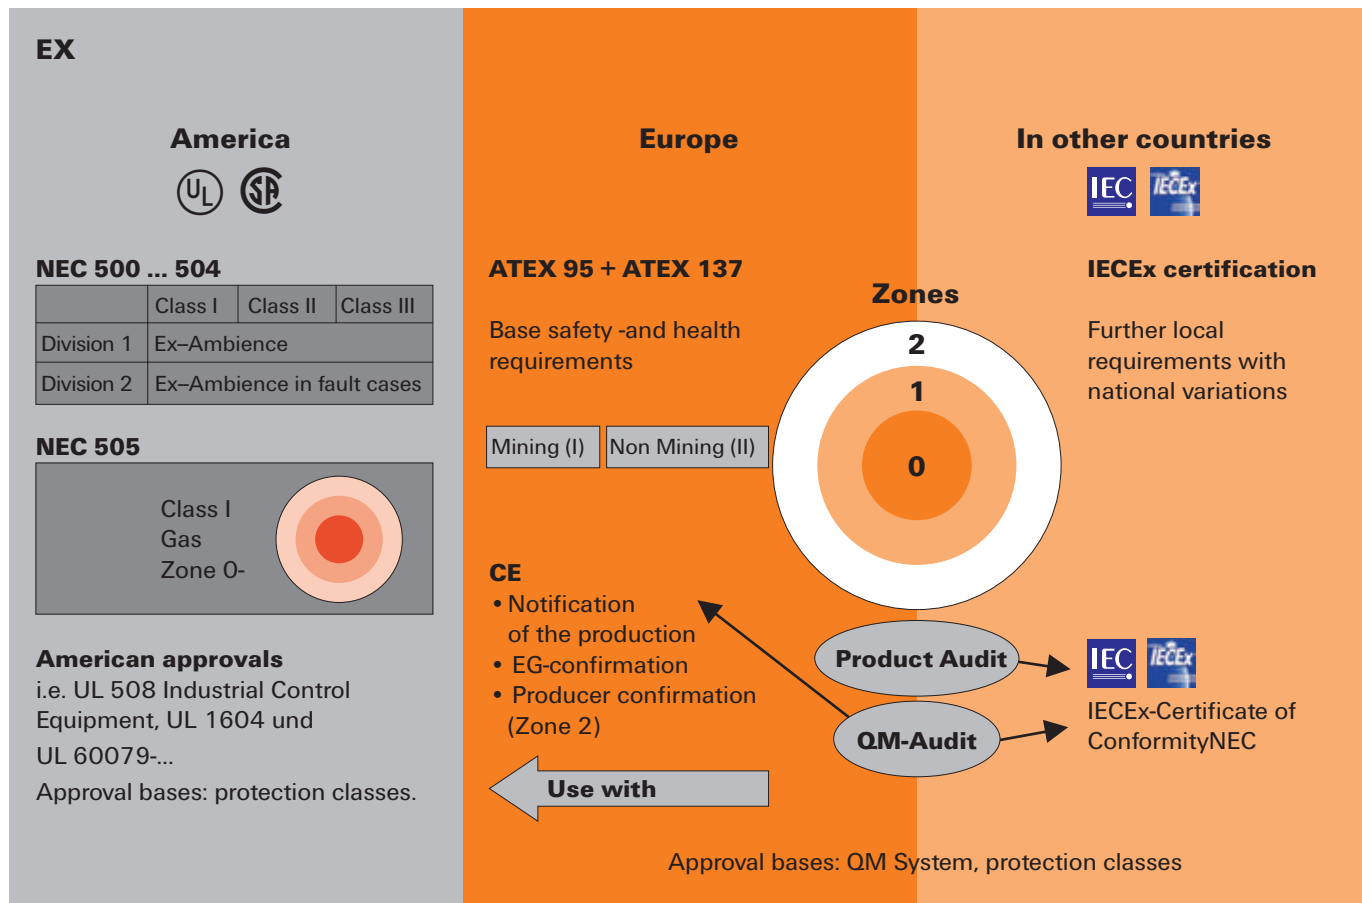 EX
America
UL
SA
NEC 500 ... 504
Class I Class II Class III
Division 1 Ex–Ambience
Division 2 Ex–Ambience in fault cases
NEC 505
Class I
Gas
Zone 0-
American approvals
i.e. UL 508 Industrial Control
Equipment, UL 1604 und
UL 60079-...
Approval bases: protection classes.
Europe
ATEX 95 + ATEX 137
Base safety -and health
requirements
Mining (I) Non Mining (II)
Zones
2
1
0
CE
• Notification
of the production
• EG-confirmation
• Producer confirmation
(Zone 2)
Use with
Product Audit
QM-Audit
In other countries
IEC IECEx
IECEx certification
Further local
requirements with
national variations
IEC IECEx
IECEx-Certificate of
ConformityNEC
Approval bases: QM System, protection classes